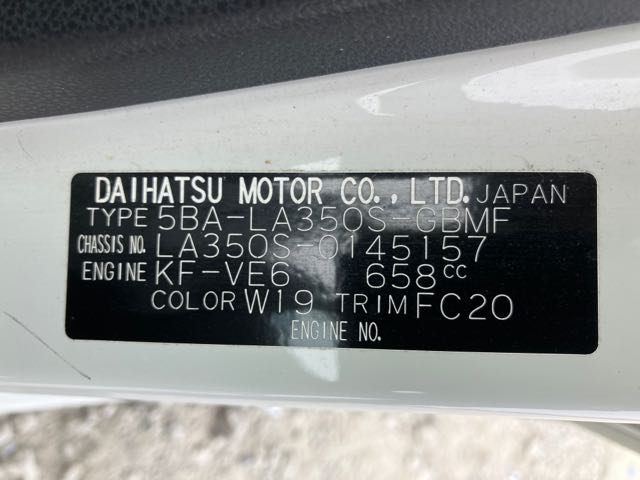 DAIHATSU MOTOR CO., LTD. JAPAN
TYPE 5BA-LA350S-GBMF
CHASSIS NO. LA350S-0145157
ENGINE KF-VE6 658cc
COLOR W19 TRIM FC20
ENGINE NO.